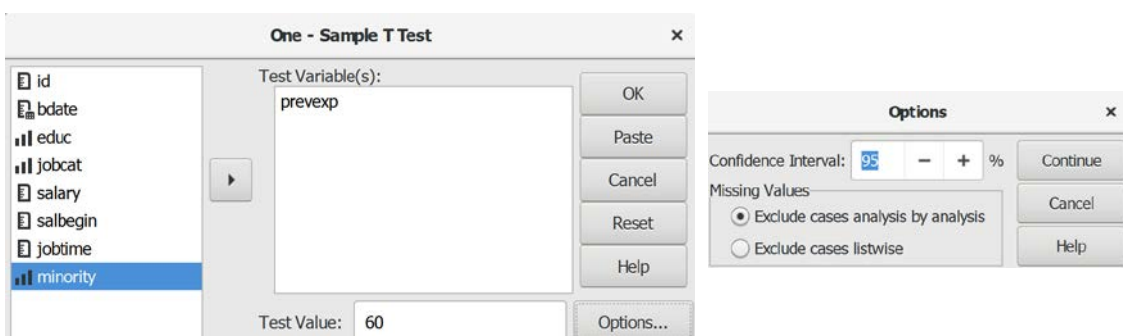 One - Sample T Test ×
id
bdate
educ
jobcat
salary
salbegin
jobtime
minority
Test Variable(s):
prevexp
Test Value: 60
OK
Paste
Cancel
Reset
Help
Options...
Options ×
Confidence Interval: 95 − + %
Missing Values
Exclude cases analysis by analysis
Exclude cases listwise
Continue
Cancel
Help